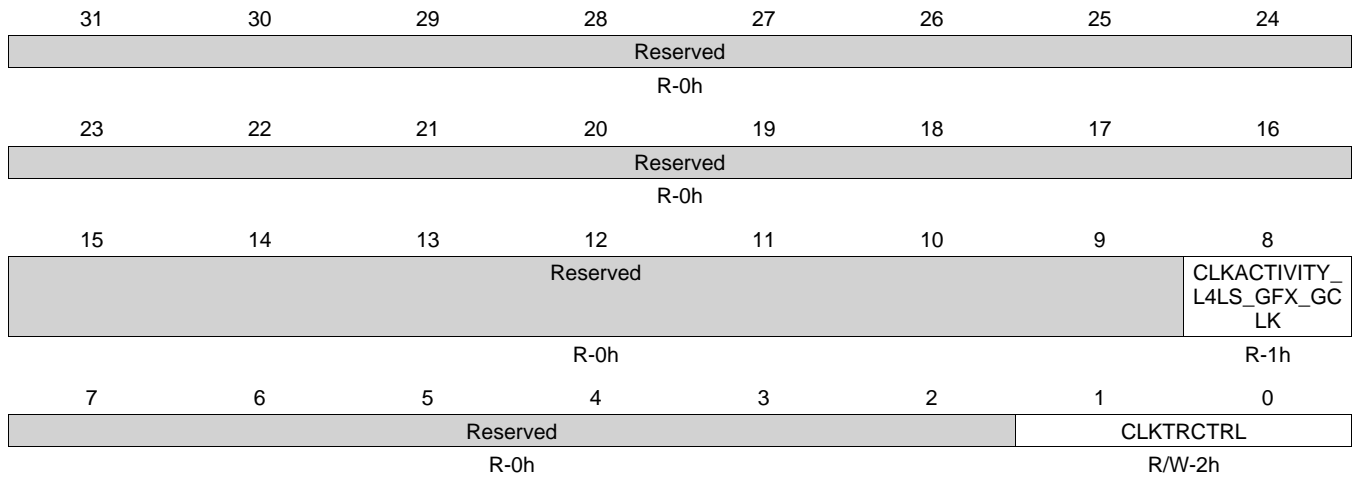 31 30 29 28 27 26 25 24
Reserved
R-0h
23 22 21 20 19 18 17 16
Reserved
R-0h
15 14 13 12 11 10 9 8
Reserved CLKACTIVITY_
L4LS_GFX_GC
LK
R-0h R-1h
7 6 5 4 3 2 1 0
Reserved CLKTRCTRL
R-0h R/W-2h